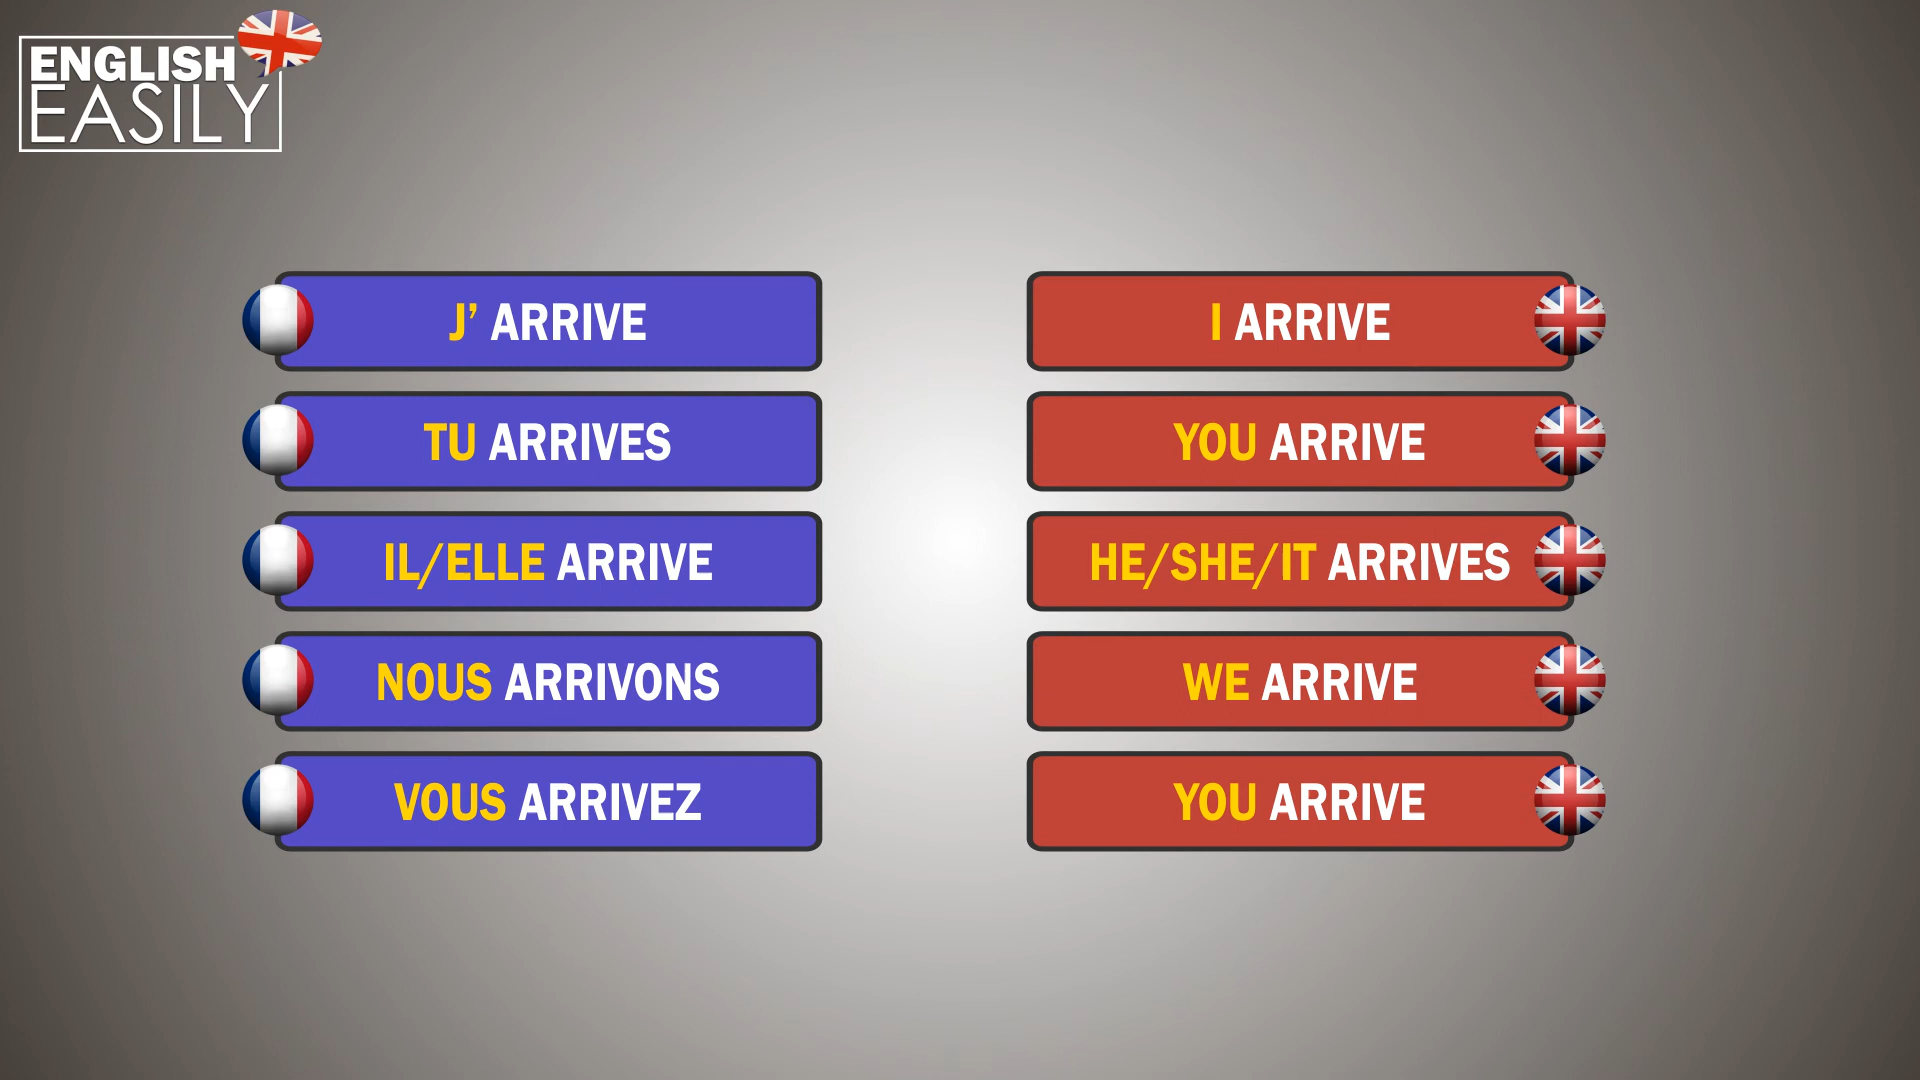 ENGLISH
EASILY
J’ ARRIVE
I ARRIVE
TU ARRIVES
YOU ARRIVE
IL/ELLE ARRIVE
HE/SHE/IT ARRIVES
NOUS ARRIVONS
WE ARRIVE
VOUS ARRIVEZ
YOU ARRIVE